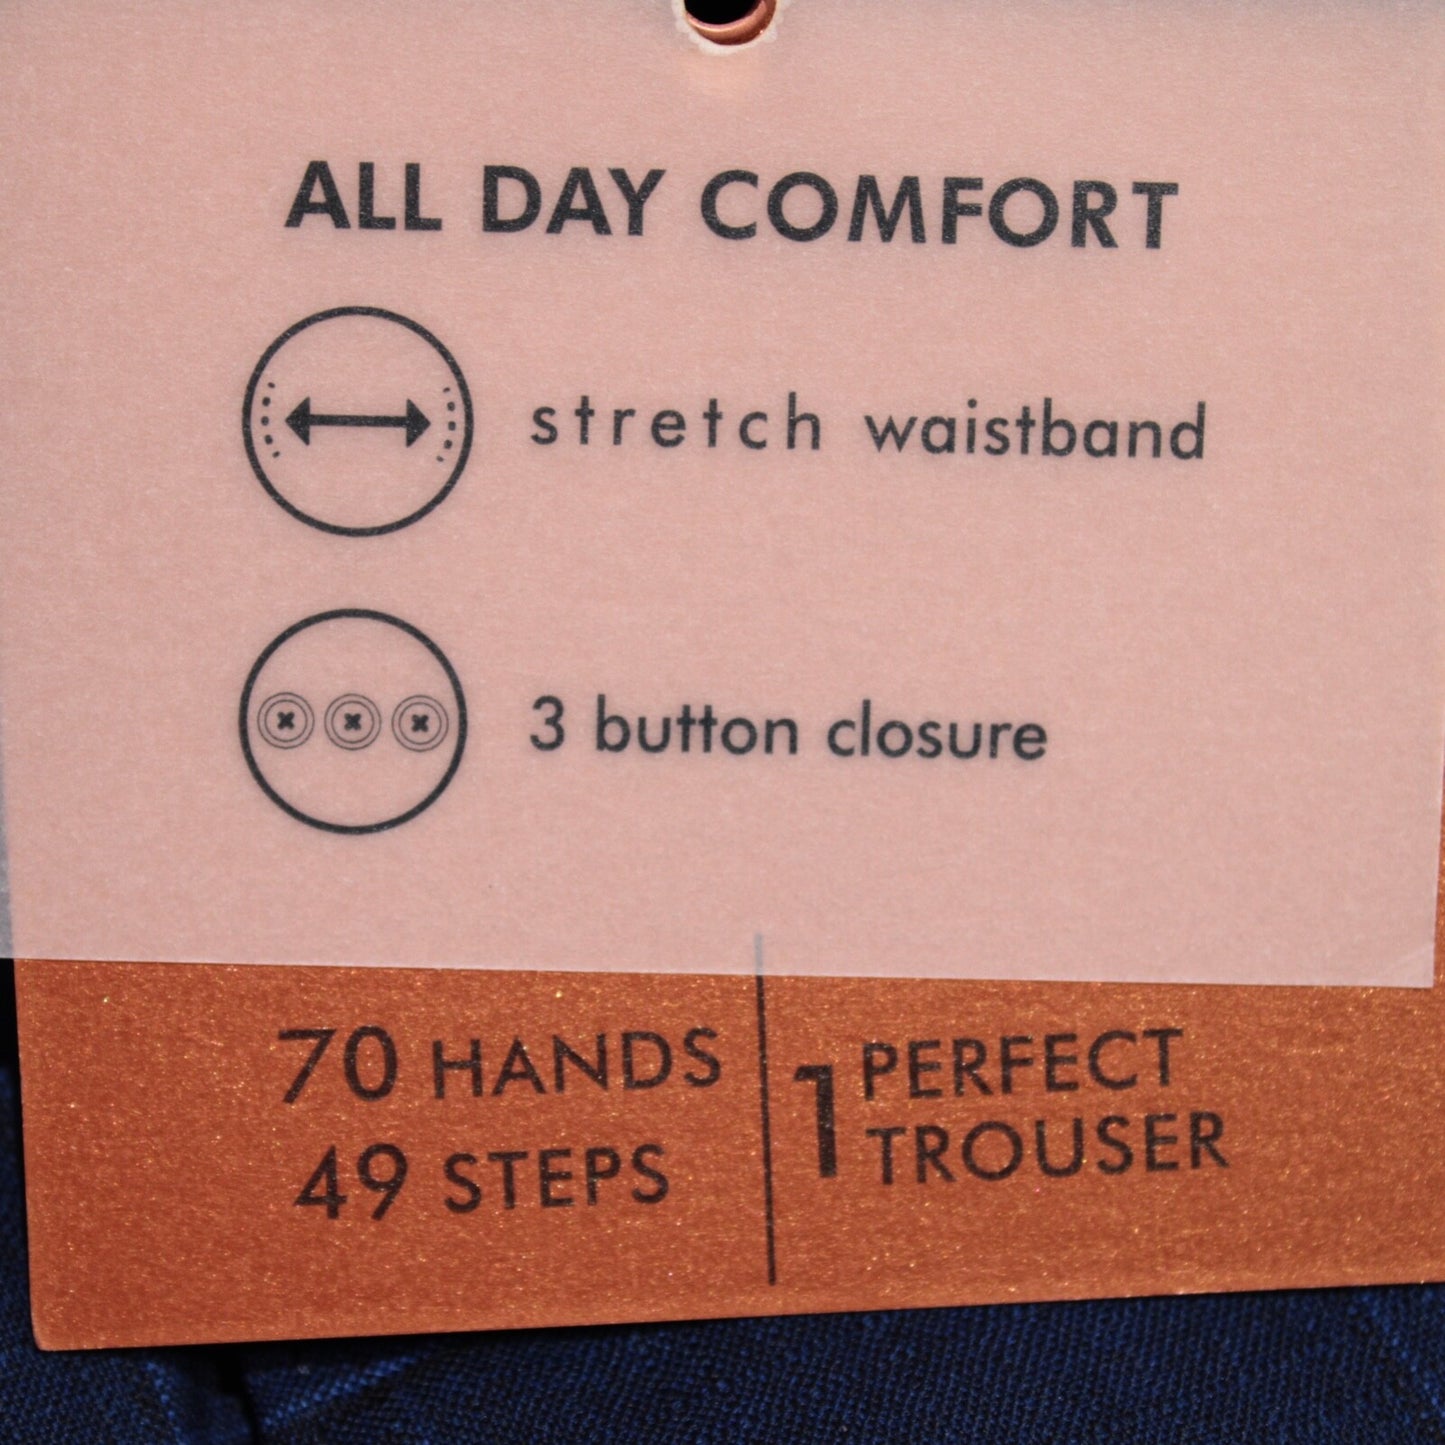 ALL DAY COMFORT
stretch waistband
3 button closure
70 HANDS
49 STEPS
1 PERFECT
TROUSER